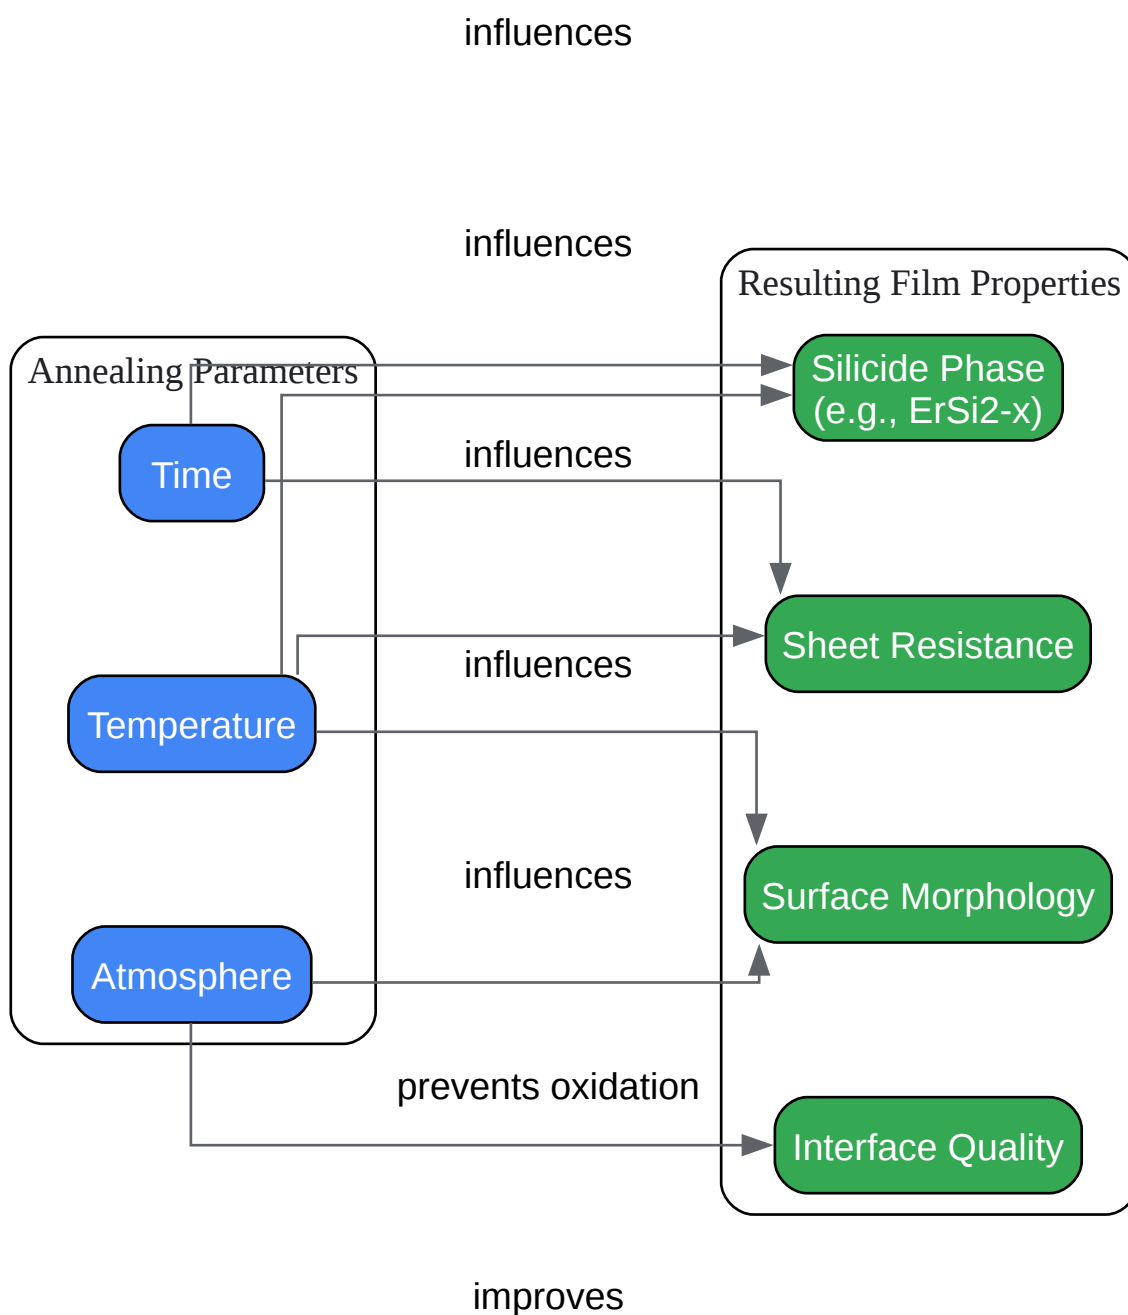 influences
influences
Resulting Film Properties
Annealing Parameters
Silicide Phase
(e.g., ErSi2-x)
influences
Time
Sheet Resistance
influences
Temperature
influences
Surface Morphology
Atmosphere
prevents oxidation
Interface Quality
improves